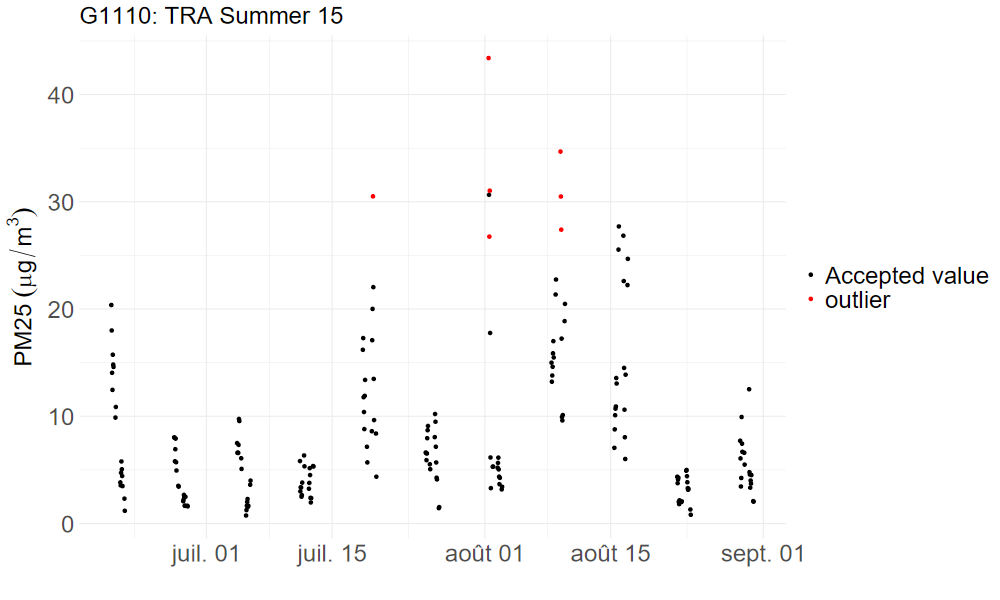 G1110: TRA Summer 15
PM25 (μg/m³)
40
30
20
10
0
juil. 01
juil. 15
août 01
août 15
sept. 01
Accepted value
outlier